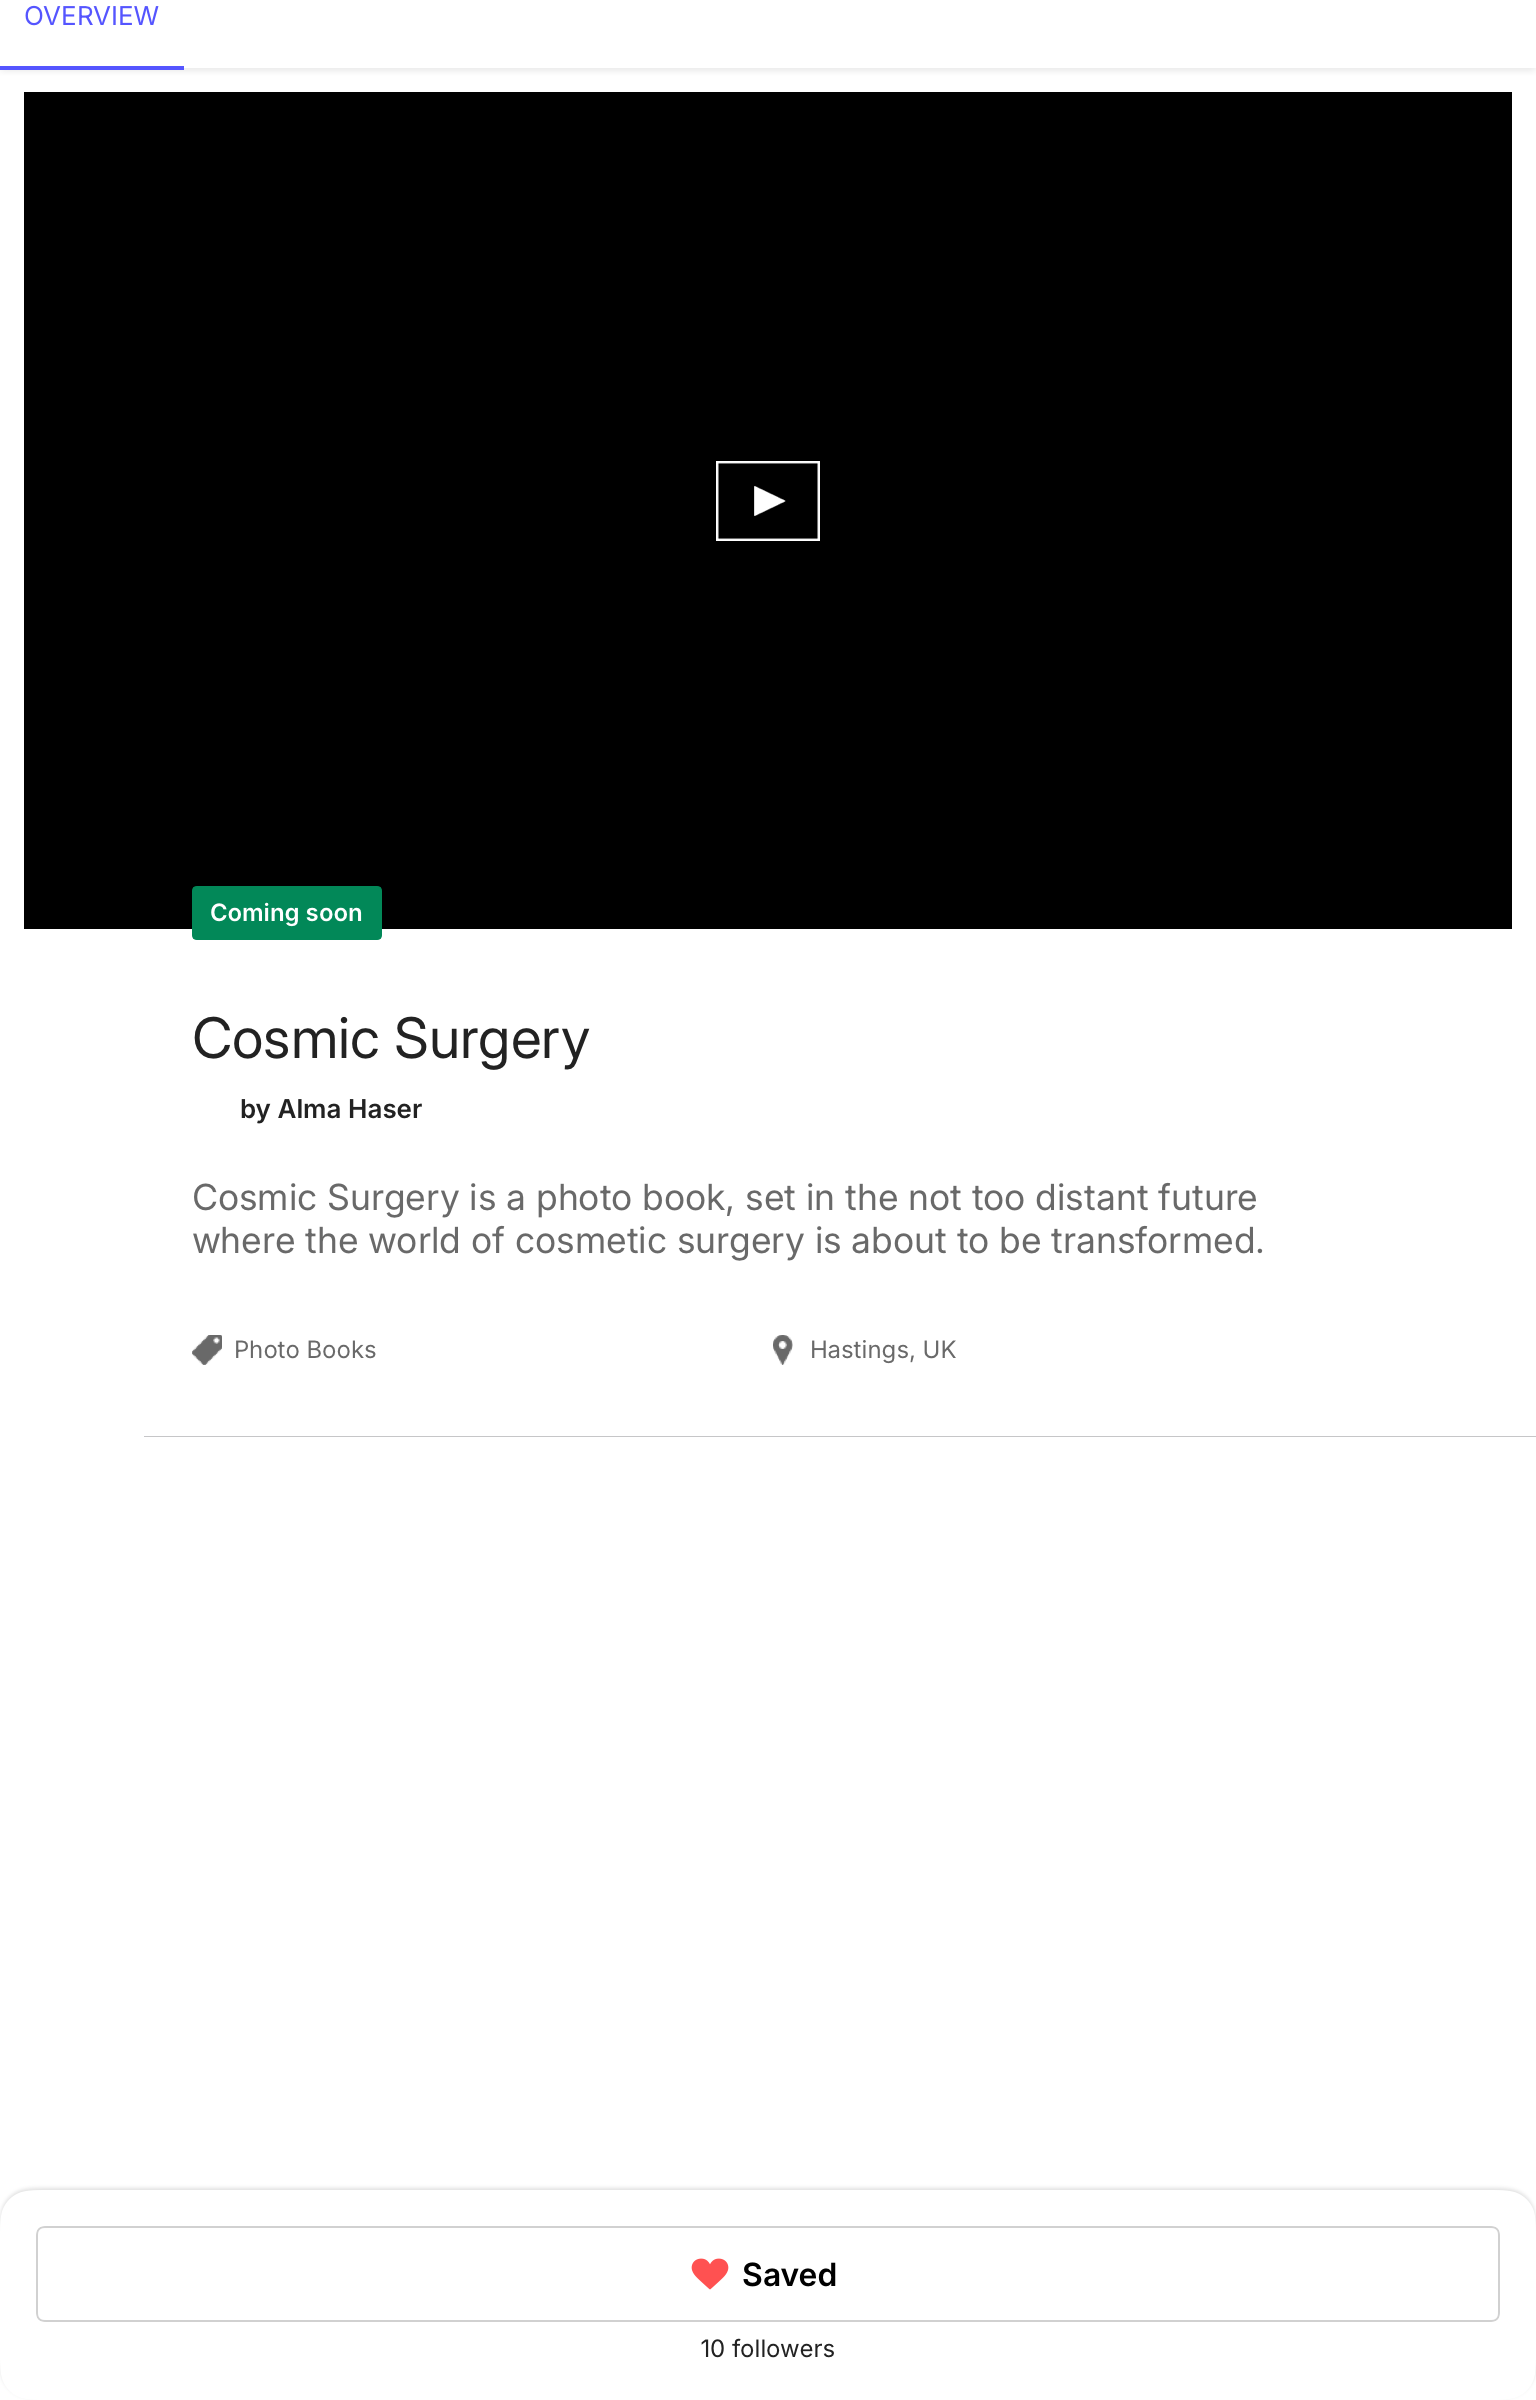 OVERVIEW
Coming soon
Cosmic Surgery
by Alma Haser
Cosmic Surgery is a photo book, set in the not too distant future
where the world of cosmetic surgery is about to be transformed.
Photo Books
Hastings, UK
Saved
10 followers